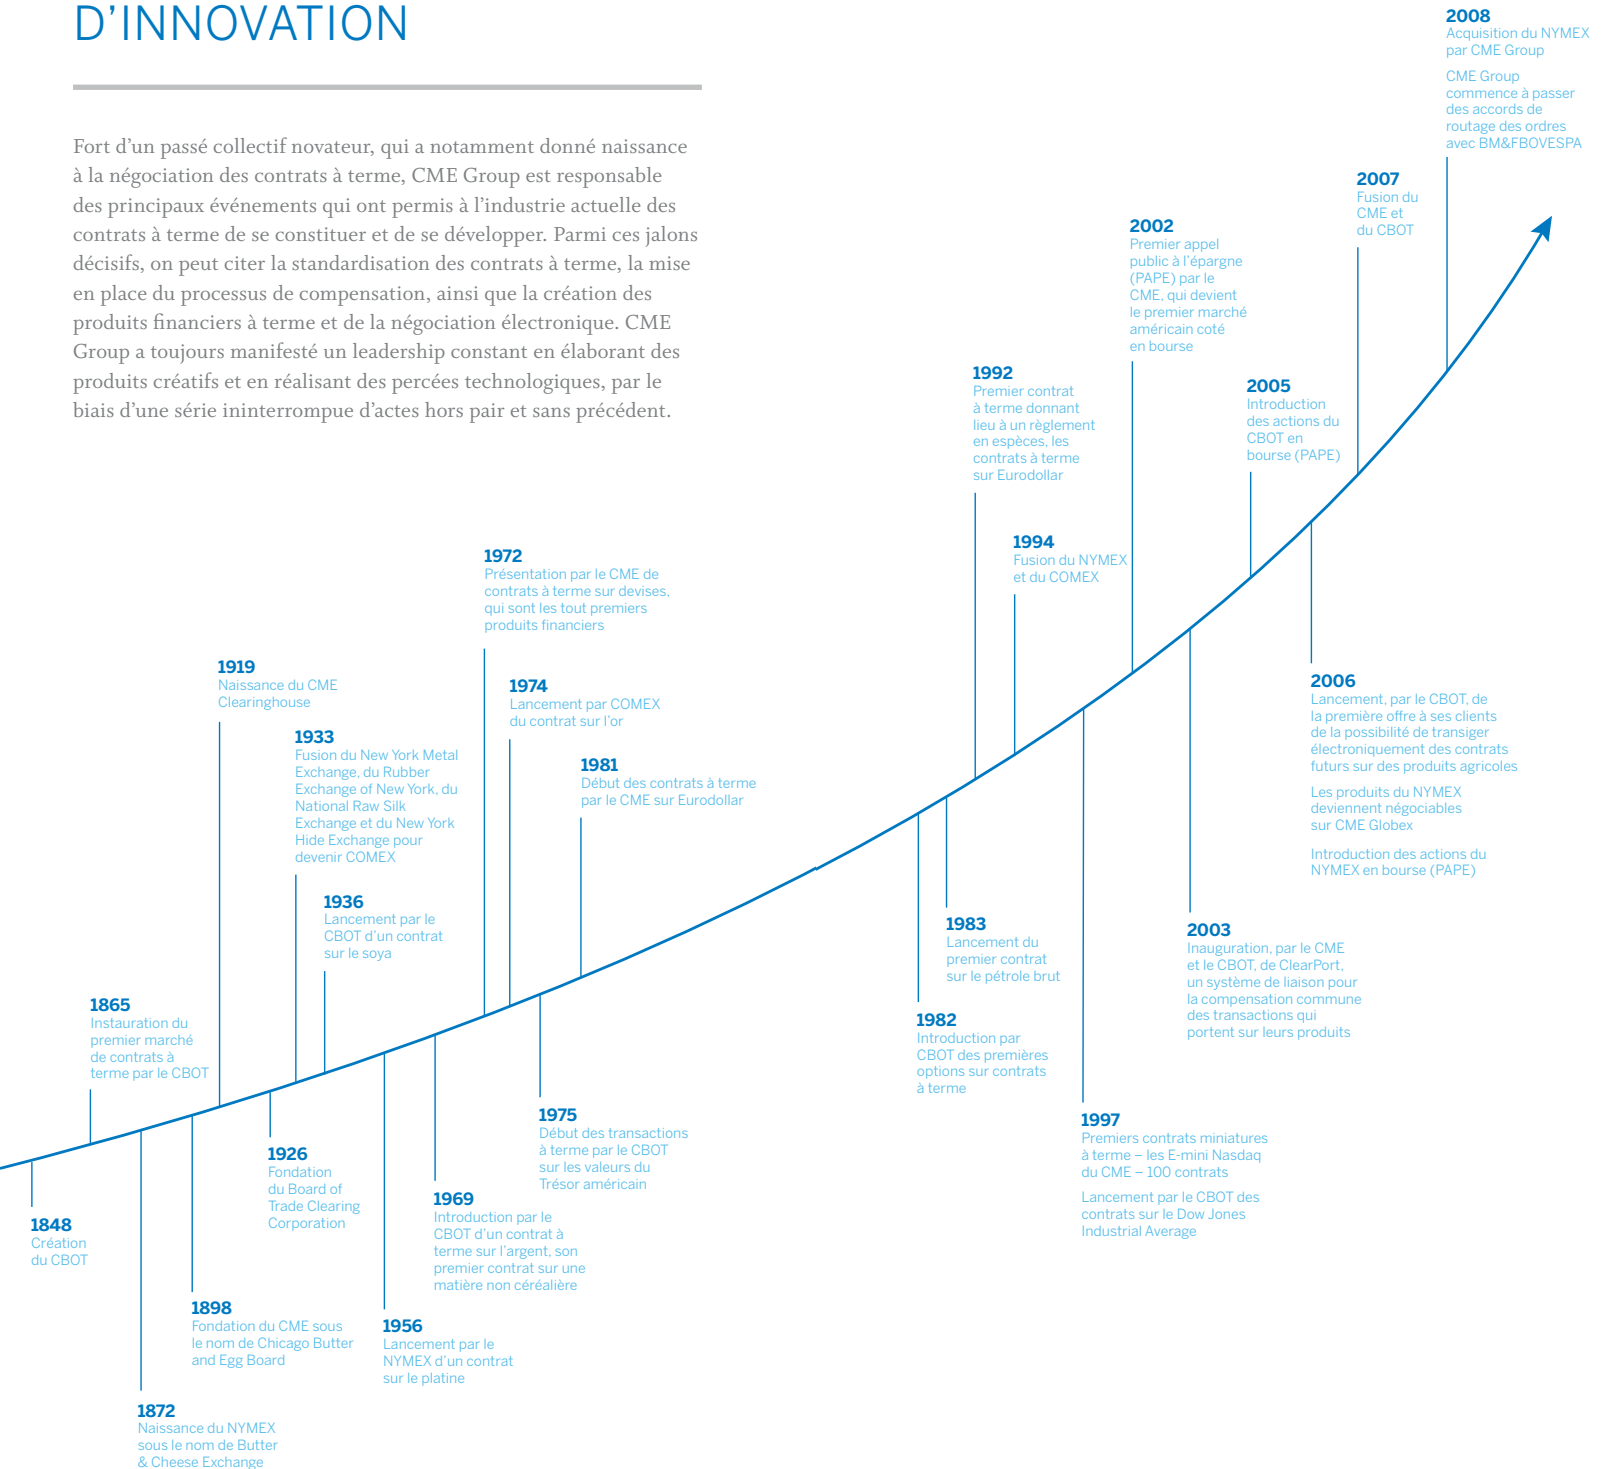 D’INNOVATION
Fort d’un passé collectif novateur, qui a notamment donné naissance
à la négociation des contrats à terme, CME Group est responsable
des principaux événements qui ont permis à l’industrie actuelle des
contrats à terme de se constituer et de se développer. Parmi ces jalons
décisifs, on peut citer la standardisation des contrats à terme, la mise
en place du processus de compensation, ainsi que la création des
produits financiers à terme et de la négociation électronique. CME
Group a toujours manifesté un leadership constant en élaborant des
produits créatifs et en réalisant des percées technologiques, par le
biais d’une série ininterrompue d’actes hors pair et sans précédent.
1848
Création
du CBOT
1865
Instauration du
premier marché
de contrats à
terme par le CBOT
1872
Naissance du NYMEX
sous le nom de Butter
& Cheese Exchange
1898
Fondation du CME sous
le nom de Chicago Butter
and Egg Board
1919
Naissance du CME
Clearinghouse
1926
Fondation
du Board of
Trade Clearing
Corporation
1933
Fusion du New York Metal
Exchange, du Rubber
Exchange of New York, du
National Raw Silk
Exchange et du New York
Hide Exchange pour
devenir COMEX
1936
Lancement par le
CBOT d’un contrat
sur le soya
1956
Lancement par le
NYMEX d’un contrat
sur le platine
1969
Introduction par le
CBOT d’un contrat à
terme sur l’argent, son
premier contrat sur une
matière non céréalière
1972
Présentation par le CME de
contrats à terme sur devises,
qui sont les tout premiers
produits financiers
1974
Lancement par COMEX
du contrat sur l’or
1975
Début des transactions
à terme par le CBOT
sur les valeurs du
Trésor américain
1981
Début des contrats à terme
par le CME sur Eurodollar
1982
Introduction par
CBOT des premières
options sur contrats
à terme
1983
Lancement du
premier contrat
sur le pétrole brut
1992
Premier contrat
à terme donnant
lieu à un règlement
en espèces, les
contrats à terme
sur Eurodollar
1994
Fusion du NYMEX
et du COMEX
1997
Premiers contrats miniatures
à terme – les E-mini Nasdaq
du CME – 100 contrats
Lancement par le CBOT des
contrats sur le Dow Jones
Industrial Average
2002
Premier appel
public à l’épargne
(PAPE) par le
CME, qui devient
le premier marché
américain coté
en bourse
2003
Inauguration, par le CME
et le CBOT, de ClearPort,
un système de liaison pour
la compensation commune
des transactions qui
portent sur leurs produits
2005
Introduction
des actions du
CBOT en
bourse (PAPE)
2006
Lancement, par le CBOT, de
la première offre à ses clients
de la possibilité de transiger
électroniquement des contrats
futurs sur des produits agricoles
Les produits du NYMEX
deviennent négociables
sur CME Globex
Introduction des actions du
NYMEX en bourse (PAPE)
2007
Fusion du
CME et
du CBOT
2008
Acquisition du NYMEX
par CME Group
CME Group
commence à passer
des accords de
routage des ordres
avec BM&FBOVESPA